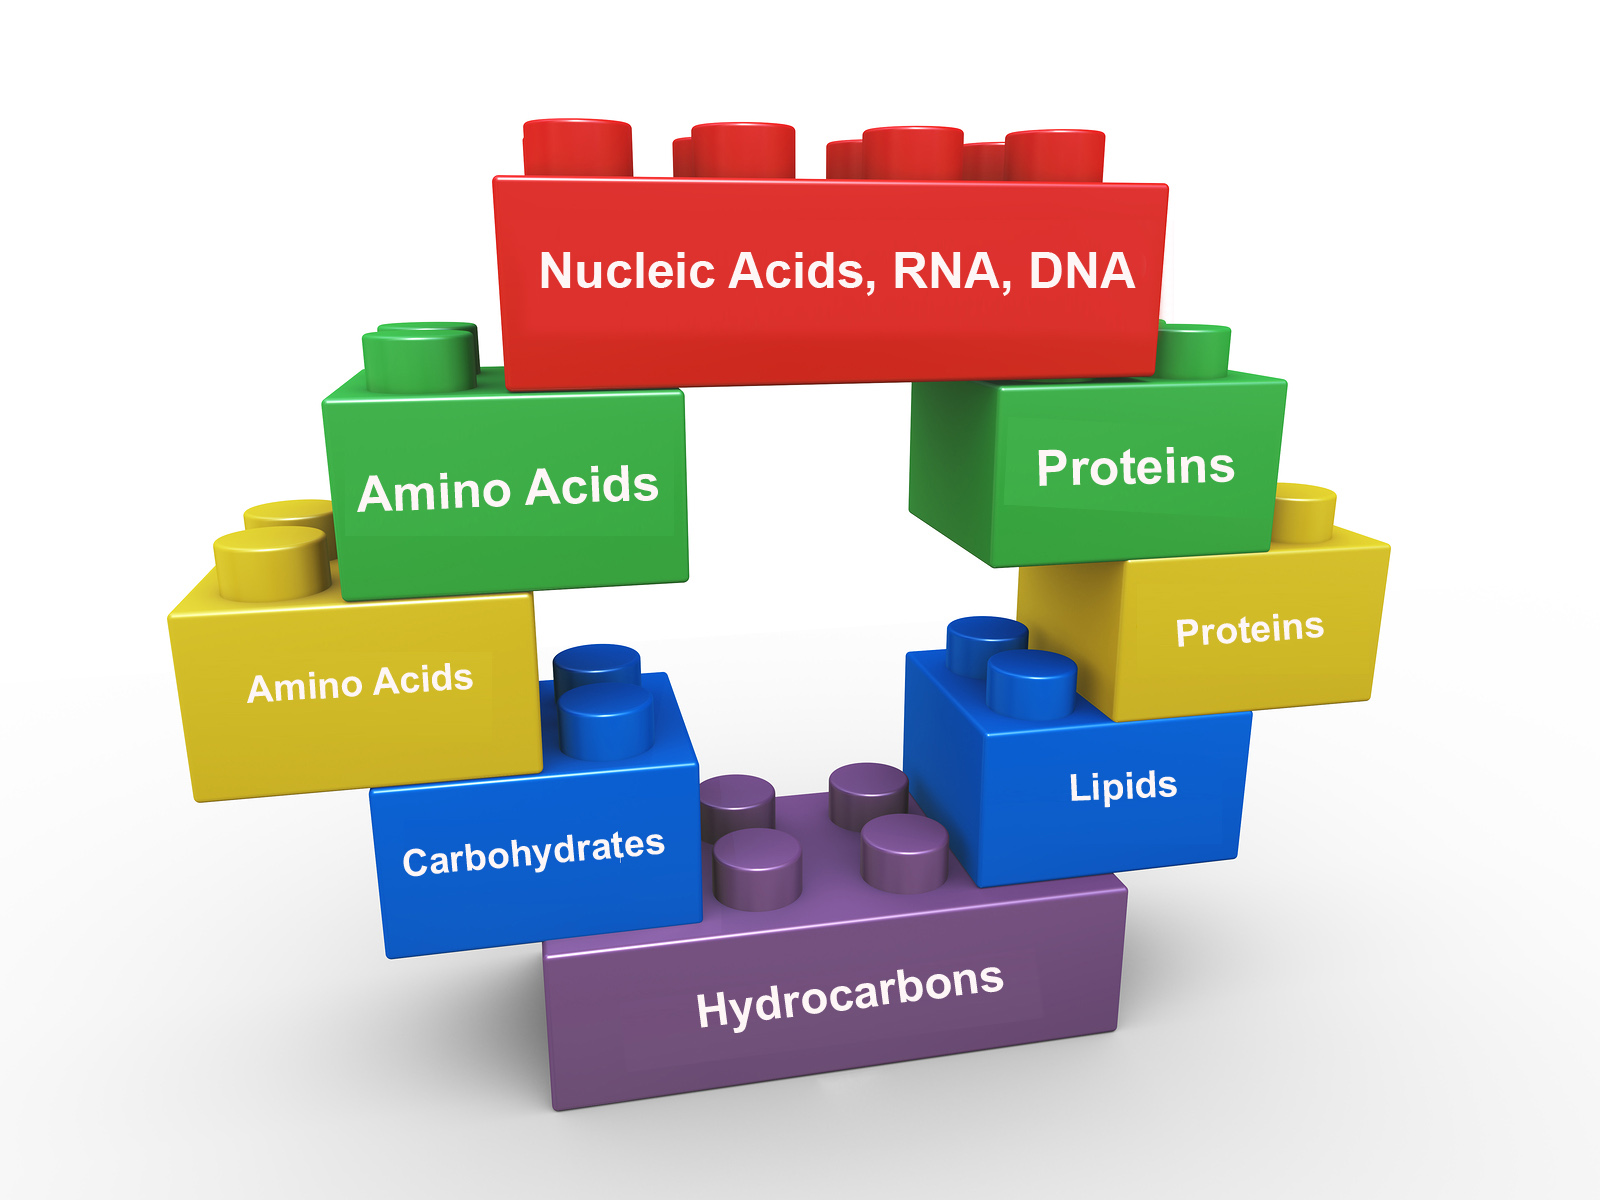 Nucleic Acids, RNA, DNA
Amino Acids
Proteins
Amino Acids
Proteins
Carbohydrates
Lipids
Hydrocarbons